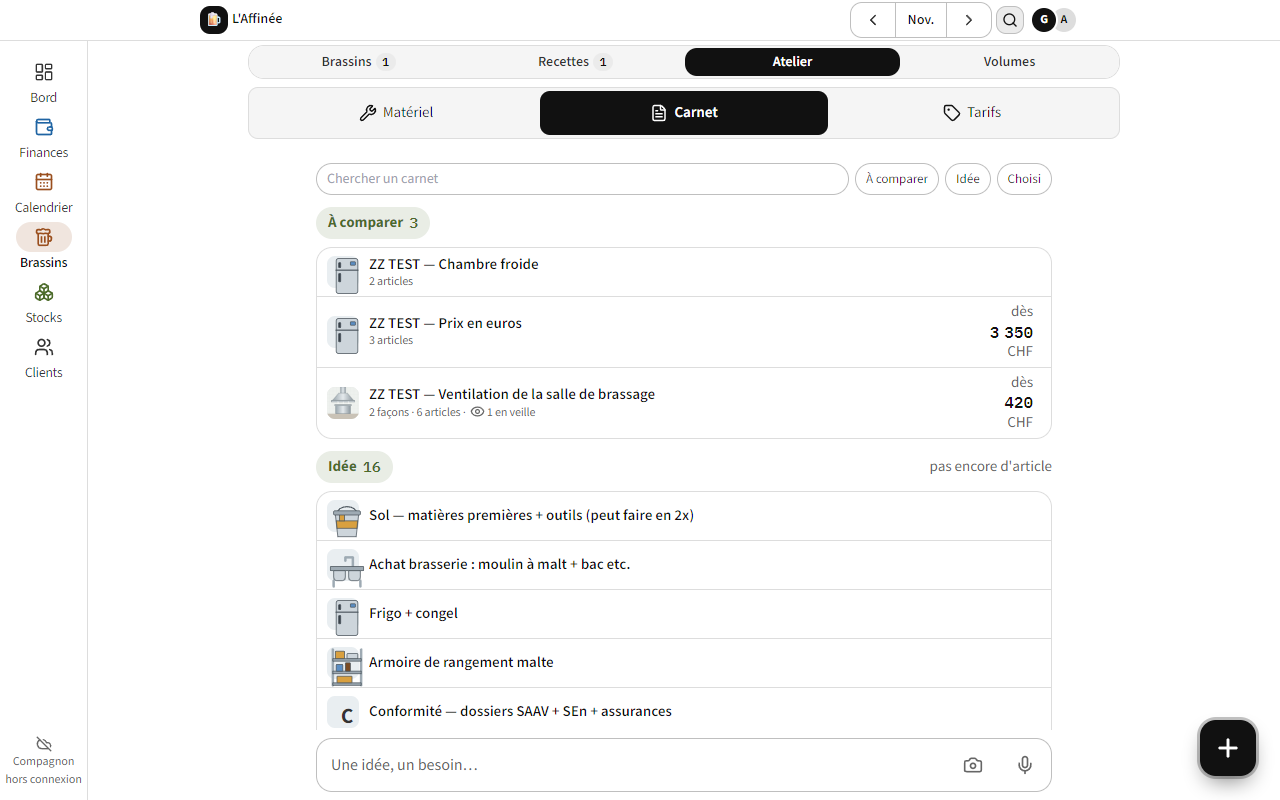 L'Affinée
Nov.
G
A
Bord
Finances
Calendrier
Brassins
Stocks
Clients
Compagnon
hors connexion
Brassins 1
Recettes 1
Atelier
Volumes
Matériel
Carnet
Tarifs
Chercher un carnet
À comparer
Idée
Choisi
À comparer 3
ZZ TEST — Chambre froide
2 articles
ZZ TEST — Prix en euros
3 articles
dès
3 350
CHF
ZZ TEST — Ventilation de la salle de brassage
2 façons · 6 articles · 1 en veille
dès
420
CHF
Idée 16
pas encore d'article
Sol — matières premières + outils (peut faire en 2x)
Achat brasserie : moulin à malt + bac etc.
Frigo + congel
Armoire de rangement malte
C
Conformité — dossiers SAAV + SEn + assurances
Une idée, un besoin…